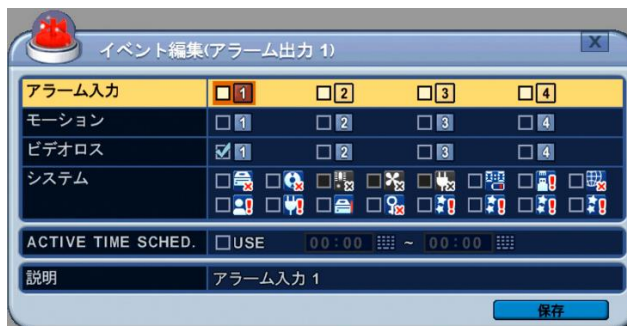 イベント編集(アラーム出力 1)
X
アラーム入力 1 2 3 4
モーション 1 2 3 4
ビデオロス 1 2 3 4
システム
ACTIVE TIME SCHED. USE 00:00 ~ 00:00
説明 アラーム入力 1
保存